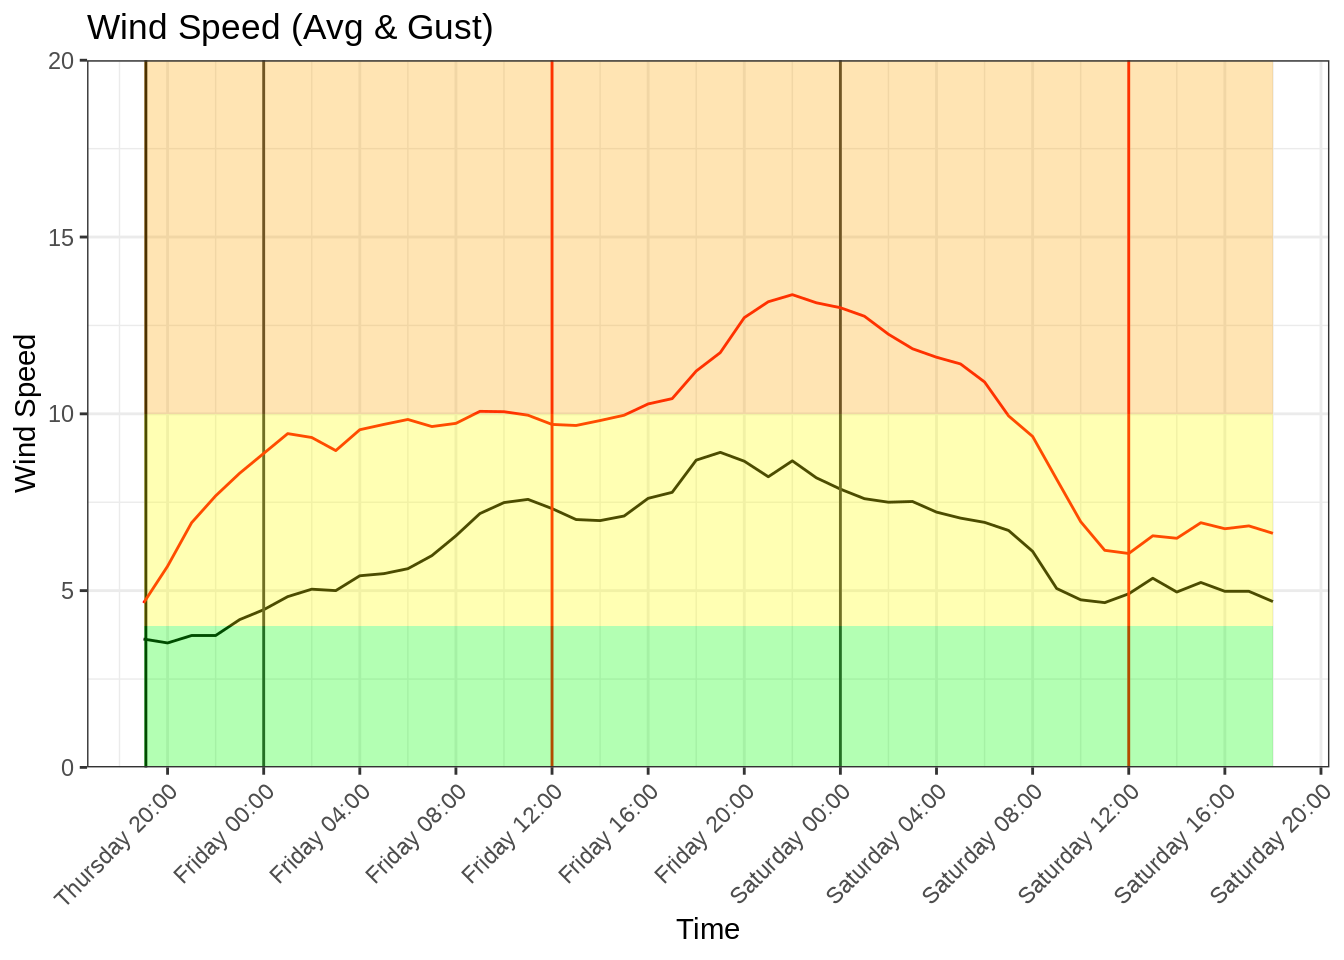 Wind Speed (Avg & Gust)
20
15
10
5
0
Wind Speed
Thursday 20:00
Friday 00:00
Friday 04:00
Friday 08:00
Friday 12:00
Friday 16:00
Friday 20:00
Saturday 00:00
Saturday 04:00
Saturday 08:00
Saturday 12:00
Saturday 16:00
Saturday 20:00
Time